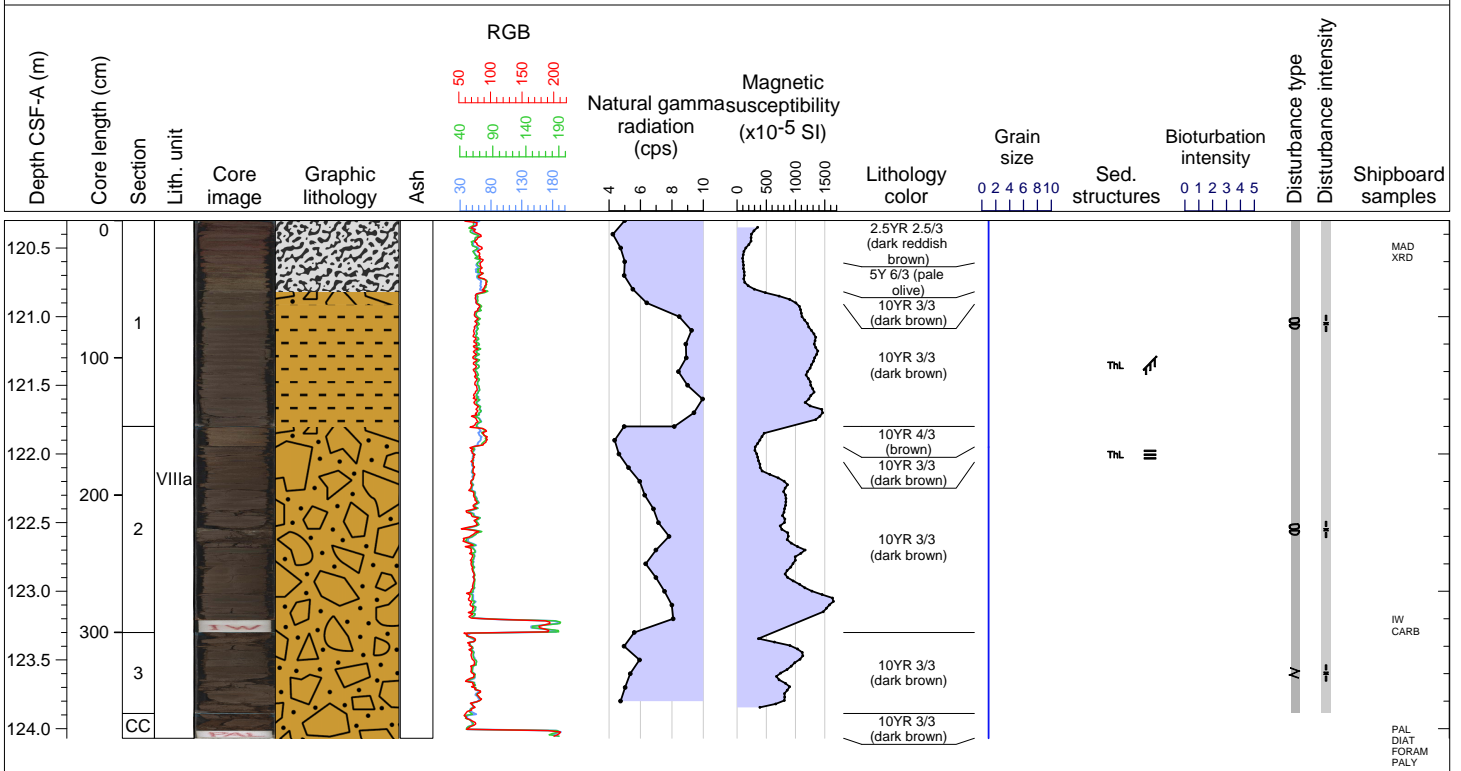 RGB
50 100 150 200
40 90 140 190
30 80 130 180
Depth CSF-A (m)
Core length (cm)
Section
Lith. unit
Core
image
Graphic
lithology
Ash
Natural gamma
radiation
(cps)
4 6 8 10
Magnetic
susceptibility
(x10-5 SI)
0 500 1000 1500
Lithology
color
Grain
size
0 2 4 6 8 10
Sed.
structures
Bioturbation
intensity
0 1 2 3 4 5
Disturbance type
Disturbance intensity
Shipboard
samples
120.5
121.0
121.5
122.0
122.5
123.0
123.5
124.0
0
100
200
300
1
2
3
CC
VIIIa
I W
PAL
2.5YR 2.5/3
(dark reddish
brown)
5Y 6/3 (pale
olive)
10YR 3/3
(dark brown)
10YR 3/3
(dark brown)
10YR 4/3
(brown)
10YR 3/3
(dark brown)
10YR 3/3
(dark brown)
10YR 3/3
(dark brown)
10YR 3/3
(dark brown)
ThL
ThL
MAD
XRD
IW
CARB
PAL
DIAT
FORAM
PALY